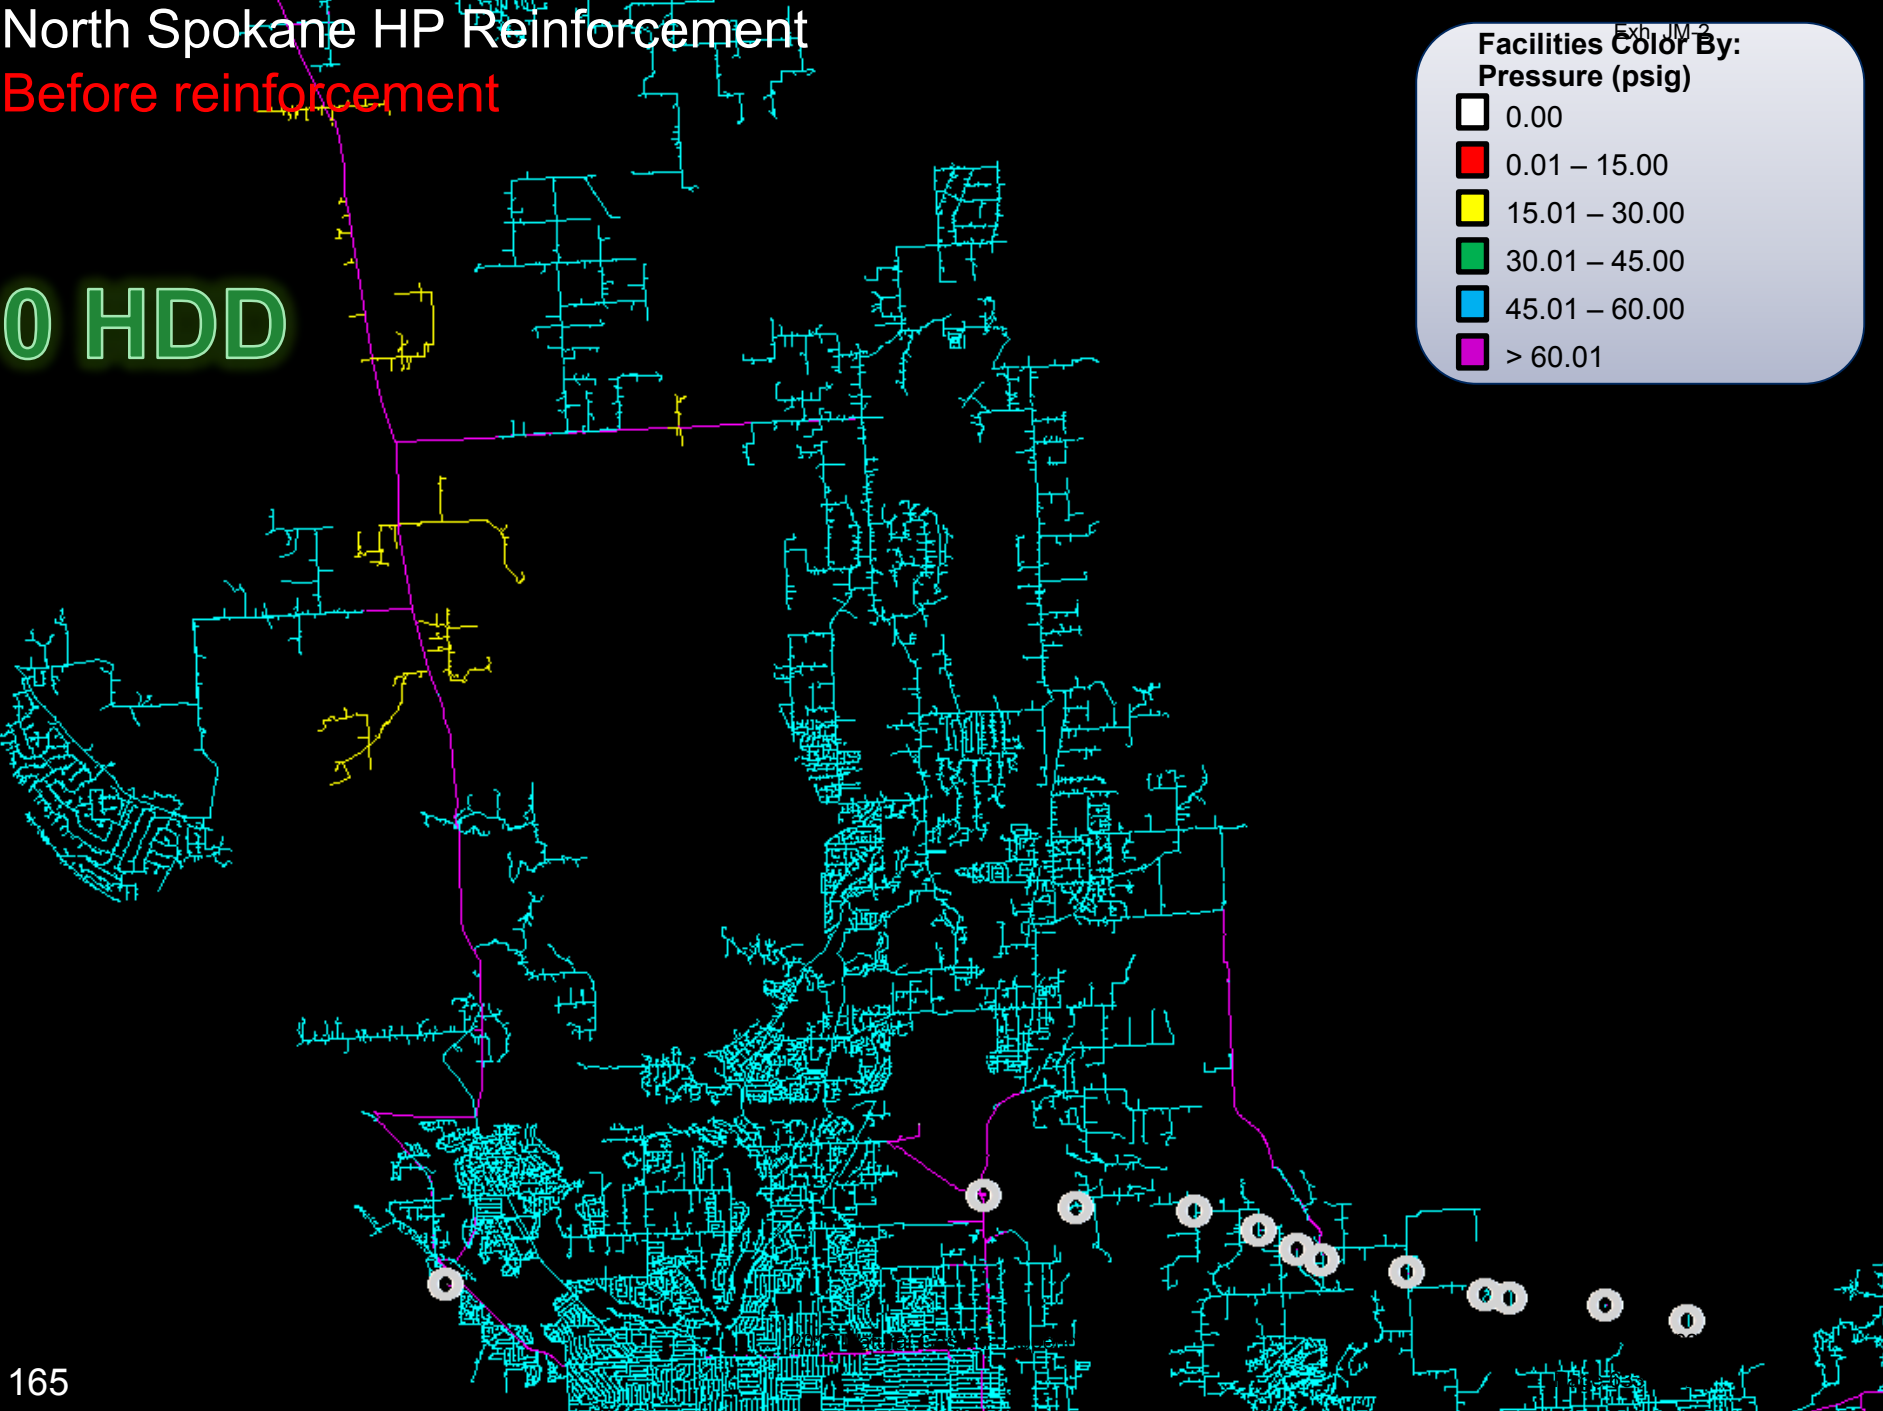 North Spokane HP Reinforcement
Before reinforcement
Exh. JM-2
Facilities Color By:
Pressure (psig)
0.00
0.01 – 15.00
15.01 – 30.00
30.01 – 45.00
45.01 – 60.00
> 60.01
0 HDD
165